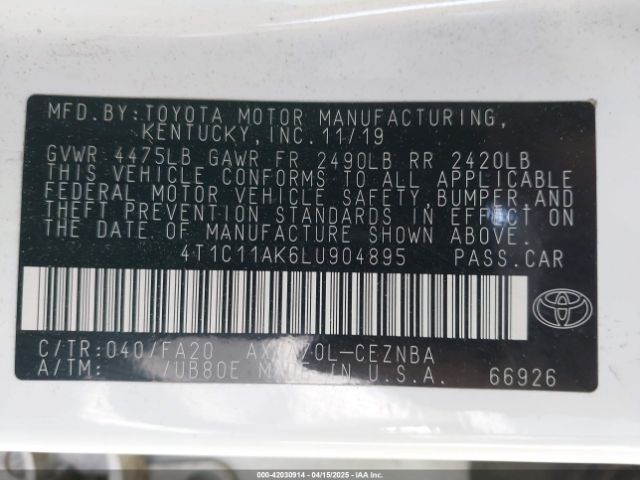 MFD.BY:TOYOTA MOTOR MANUFACTURING,
KENTUCKY,INC.11/19
GVWR 4475LB GAWR FR 2490LB RR 2420LB
THIS VEHICLE CONFORMS TO ALL APPLICABLE
FEDERAL MOTOR VEHICLE SAFETY,BUMPER,AND
THEFT PREVENTION STANDARDS IN EFFECT ON
THE DATE OF MANUFACTURE SHOWN ABOVE.
4T1C11AK6LU904895 PASS.CAR
C/TR:040/FA20 L-CEZNBA
A/TM: /UB80E MADE IN U.S.A. 66926
000-42030914 - 04/15/2025 - IAA Inc.